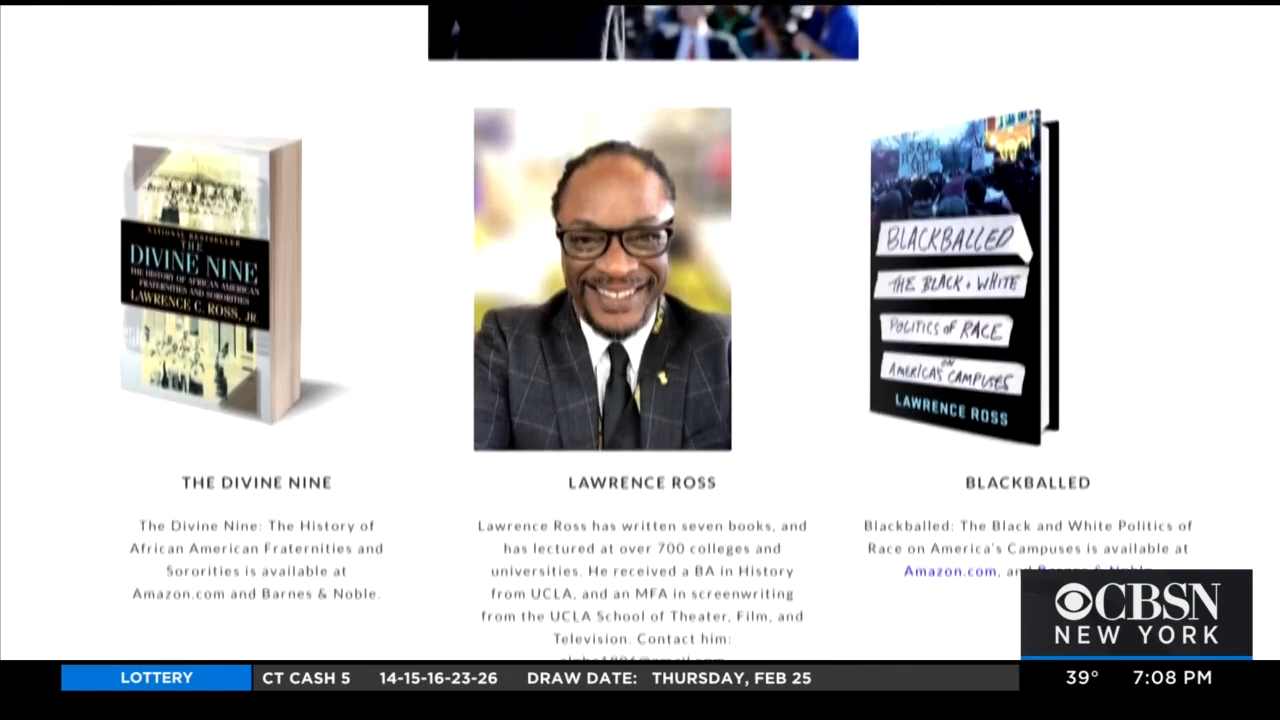 NATIONAL BESTSELLER
THE
DIVINE NINE
THE HISTORY OF AFRICAN AMERICAN
FRATERNITIES AND SORORITIES
LAWRENCE C. ROSS, JR.
BLACKBALLED
THE BLACK + WHITE
POLITICS OF RACE
ON
AMERICA'S CAMPUSES
LAWRENCE ROSS
THE DIVINE NINE
The Divine Nine: The History of
African American Fraternities and
Sororities is available at
Amazon.com and Barnes & Noble.
LAWRENCE ROSS
Lawrence Ross has written seven books, and
has lectured at over 700 colleges and
universities. He received a BA in History
from UCLA, and an MFA in screenwriting
from the UCLA School of Theater, Film, and
Television. Contact him:
BLACKBALLED
Blackballed: The Black and White Politics of
Race on America's Campuses is available at
Amazon.com, and Barnes & Noble
CBSN
NEW YORK
LOTTERY CT CASH 5 14-15-16-23-26 DRAW DATE: THURSDAY, FEB 25 39° 7:08 PM